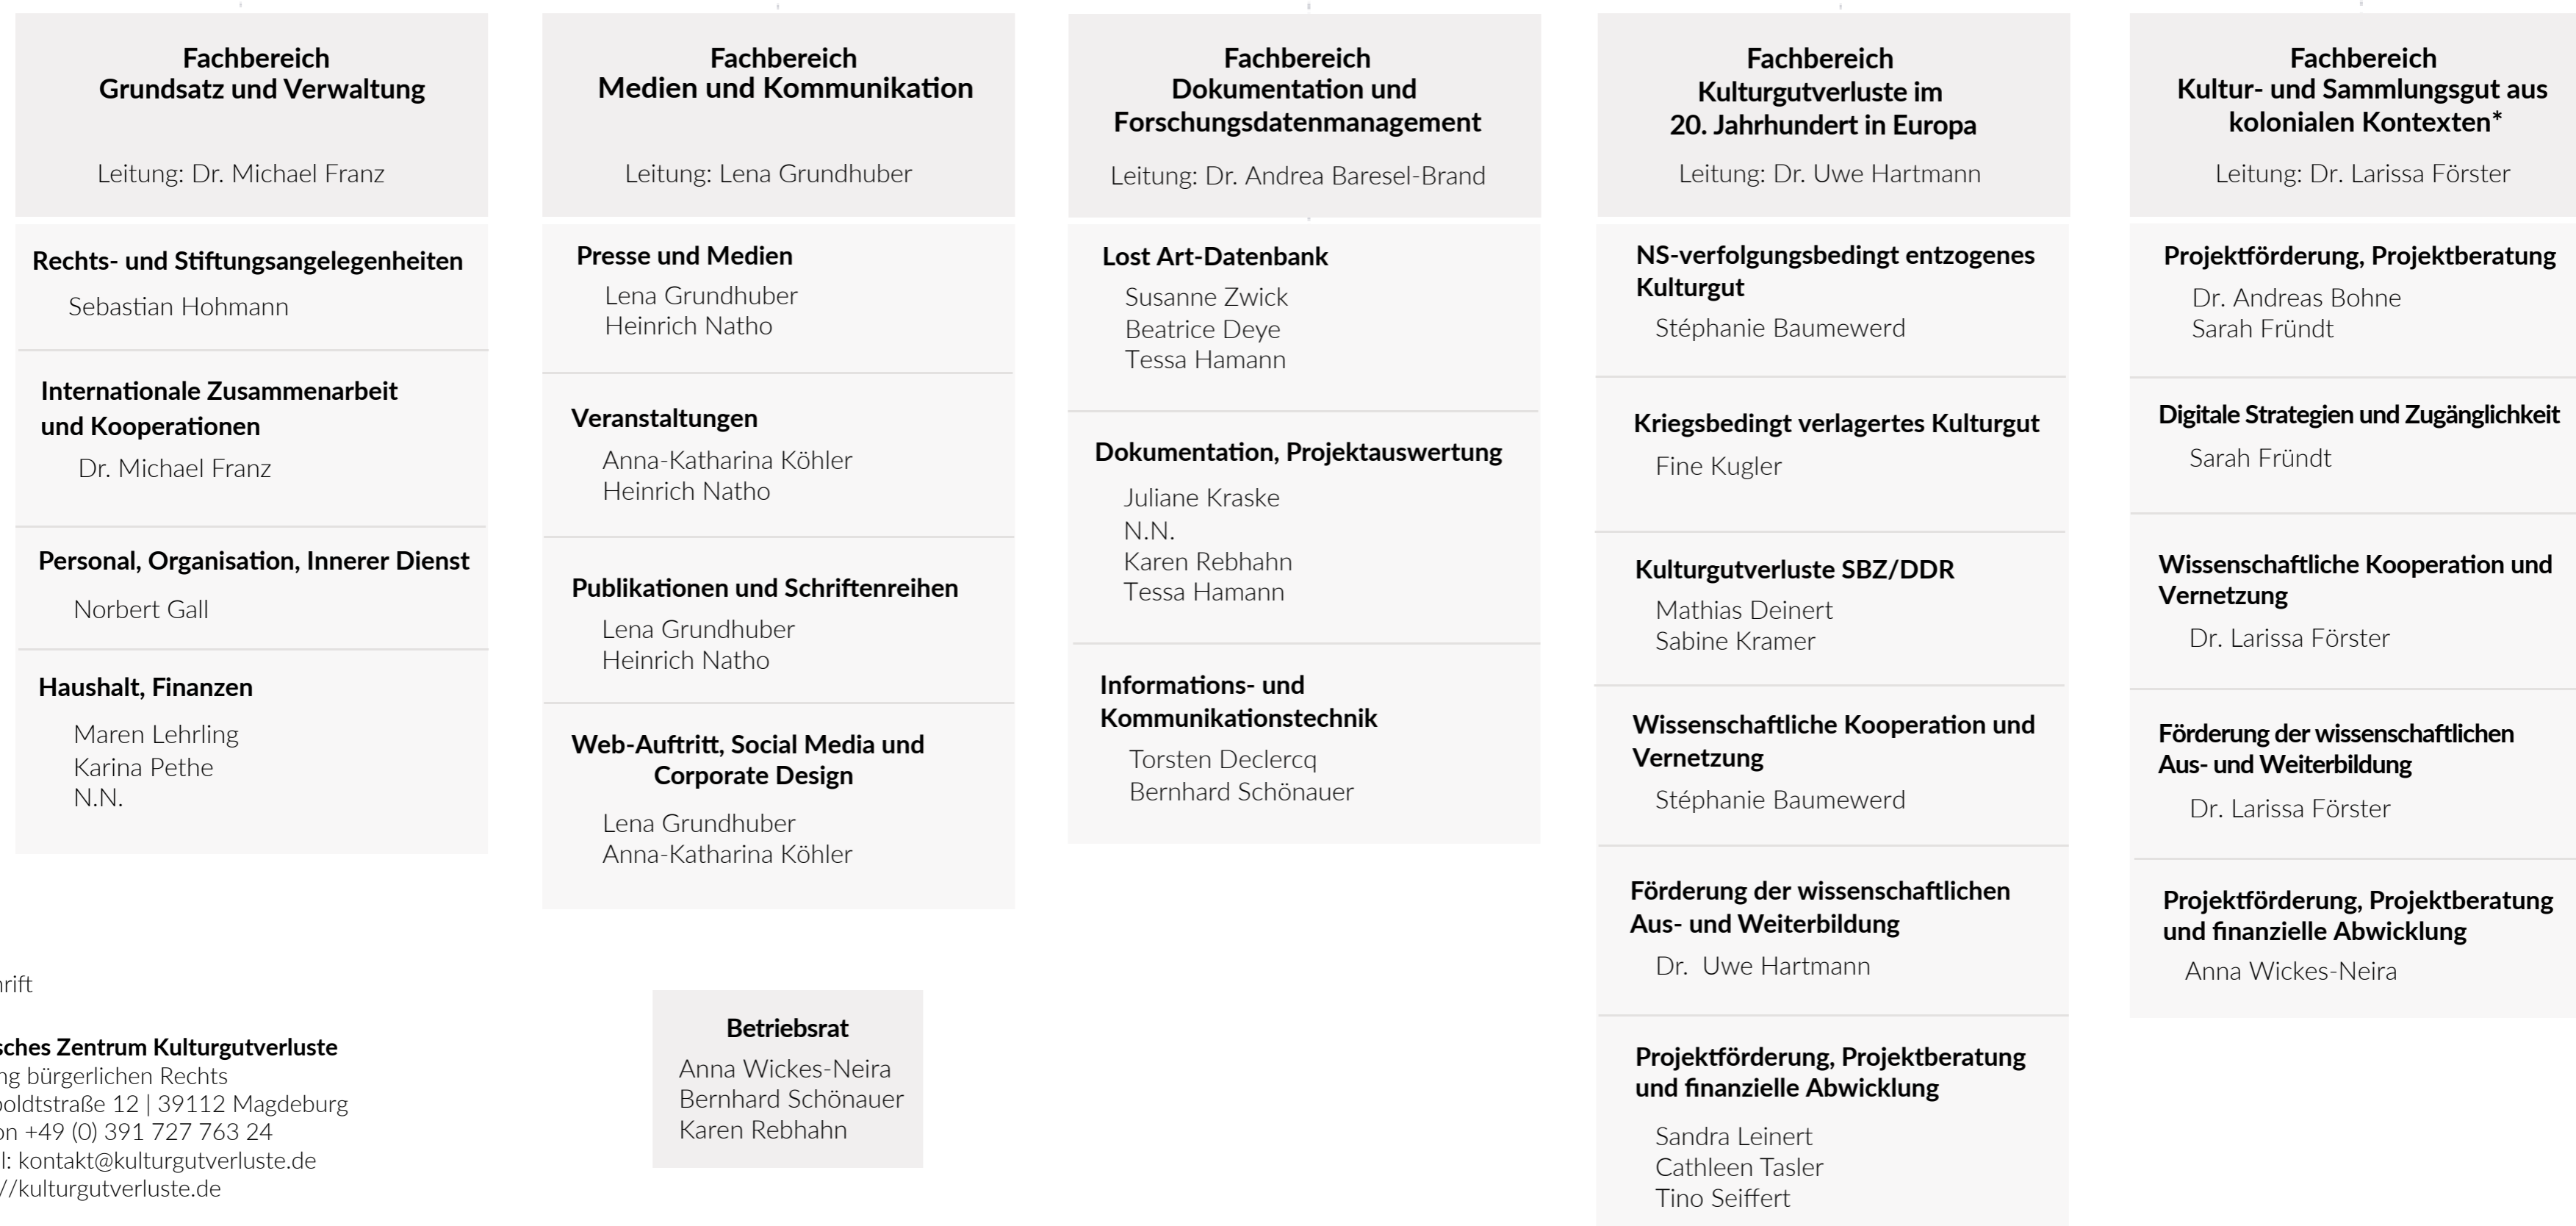 Fachbereich
Grundsatz und Verwaltung
Leitung: Dr. Michael Franz
Rechts- und Stiftungsangelegenheiten
Sebastian Hohmann
Internationale Zusammenarbeit
und Kooperationen
Dr. Michael Franz
Personal, Organisation, Innerer Dienst
Norbert Gall
Haushalt, Finanzen
Maren Lehrling
Karina Pethe
N.N.
Fachbereich
Medien und Kommunikation
Leitung: Lena Grundhuber
Presse und Medien
Lena Grundhuber
Heinrich Natho
Veranstaltungen
Anna-Katharina Köhler
Heinrich Natho
Publikationen und Schriftenreihen
Lena Grundhuber
Heinrich Natho
Web-Auftritt, Social Media und
Corporate Design
Lena Grundhuber
Anna-Katharina Köhler
Fachbereich
Dokumentation und
Forschungsdatenmanagement
Leitung: Dr. Andrea Baresel-Brand
Lost Art-Datenbank
Susanne Zwick
Beatrice Deye
Tessa Hamann
Dokumentation, Projektauswertung
Juliane Kraske
N.N.
Karen Rebhahn
Tessa Hamann
Informations- und
Kommunikationstechnik
Torsten Declercq
Bernhard Schönauer
Fachbereich
Kulturgutverluste im
20. Jahrhundert in Europa
Leitung: Dr. Uwe Hartmann
NS-verfolgungsbedingt entzogenes
Kulturgut
Stéphanie Baumewerd
Kriegsbedingt verlagertes Kulturgut
Fine Kugler
Kulturgutverluste SBZ/DDR
Mathias Deinert
Sabine Kramer
Wissenschaftliche Kooperation und
Vernetzung
Stéphanie Baumewerd
Förderung der wissenschaftlichen
Aus- und Weiterbildung
Dr. Uwe Hartmann
Projektförderung, Projektberatung
und finanzielle Abwicklung
Sandra Leinert
Cathleen Tasler
Tino Seiffert
Fachbereich
Kultur- und Sammlungsgut aus
kolonialen Kontexten*
Leitung: Dr. Larissa Förster
Projektförderung, Projektberatung
Dr. Andreas Bohne
Sarah Fründt
Digitale Strategien und Zugänglichkeit
Sarah Fründt
Wissenschaftliche Kooperation und
Vernetzung
Dr. Larissa Förster
Förderung der wissenschaftlichen
Aus- und Weiterbildung
Dr. Larissa Förster
Projektförderung, Projektberatung
und finanzielle Abwicklung
Anna Wickes-Neira
rift
sches Zentrum Kulturgutverluste
ng bürgerlichen Rechts
oldtstraße 12 | 39112 Magdeburg
on +49 (0) 391 727 763 24
l: kontakt@kulturgutverluste.de
//kulturgutverluste.de
Betriebsrat
Anna Wickes-Neira
Bernhard Schönauer
Karen Rebhahn